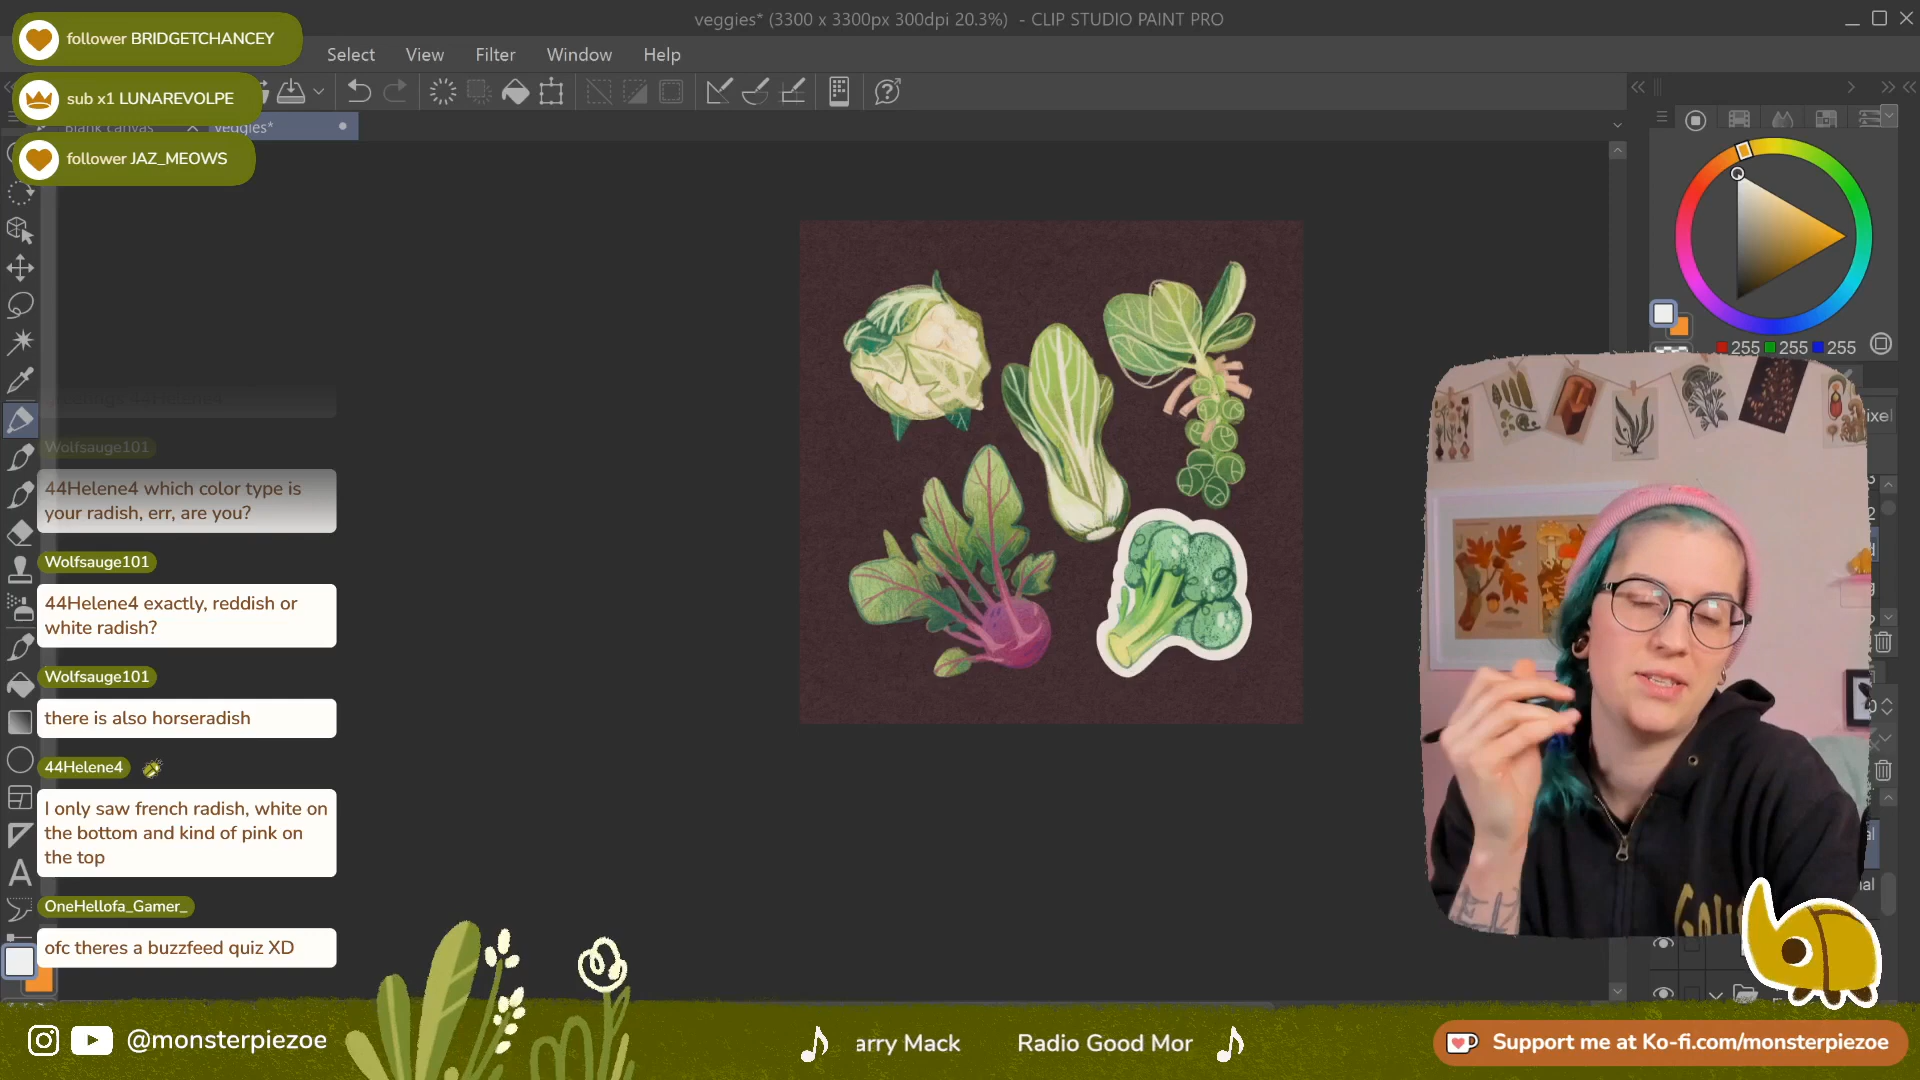 veggies* (3300 x 3300px 300dpi 20.3%) - CLIP STUDIO PAINT PRO
follower BRIDGETCHANCEY
Select View Filter Window Help
sub x1 LUNAREVOLPE
blank canvas
veggies*
follower JAZ_MEOWS
255 255 255
Wolfsauge101
44Helene4 which color type is
your radish, err, are you?
Wolfsauge101
44Helene4 exactly, reddish or
white radish?
Wolfsauge101
there is also horseradish
44Helene4
I only saw french radish, white on
the bottom and kind of pink on
the top
OneHellofa_Gamer_
ofc theres a buzzfeed quiz XD
@monsterpiezoe
arry Mack Radio Good Mor
Support me at Ko-fi.com/monsterpiezoe